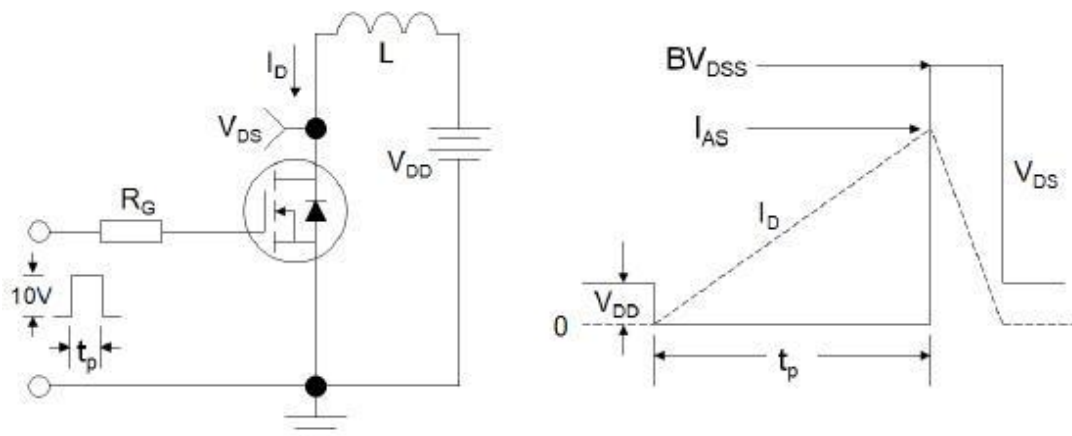 L
I_D
V_DS
V_DD
R_G
10V
t_p
BV_DSS
I_AS
V_DS
I_D
V_DD
0
t_p